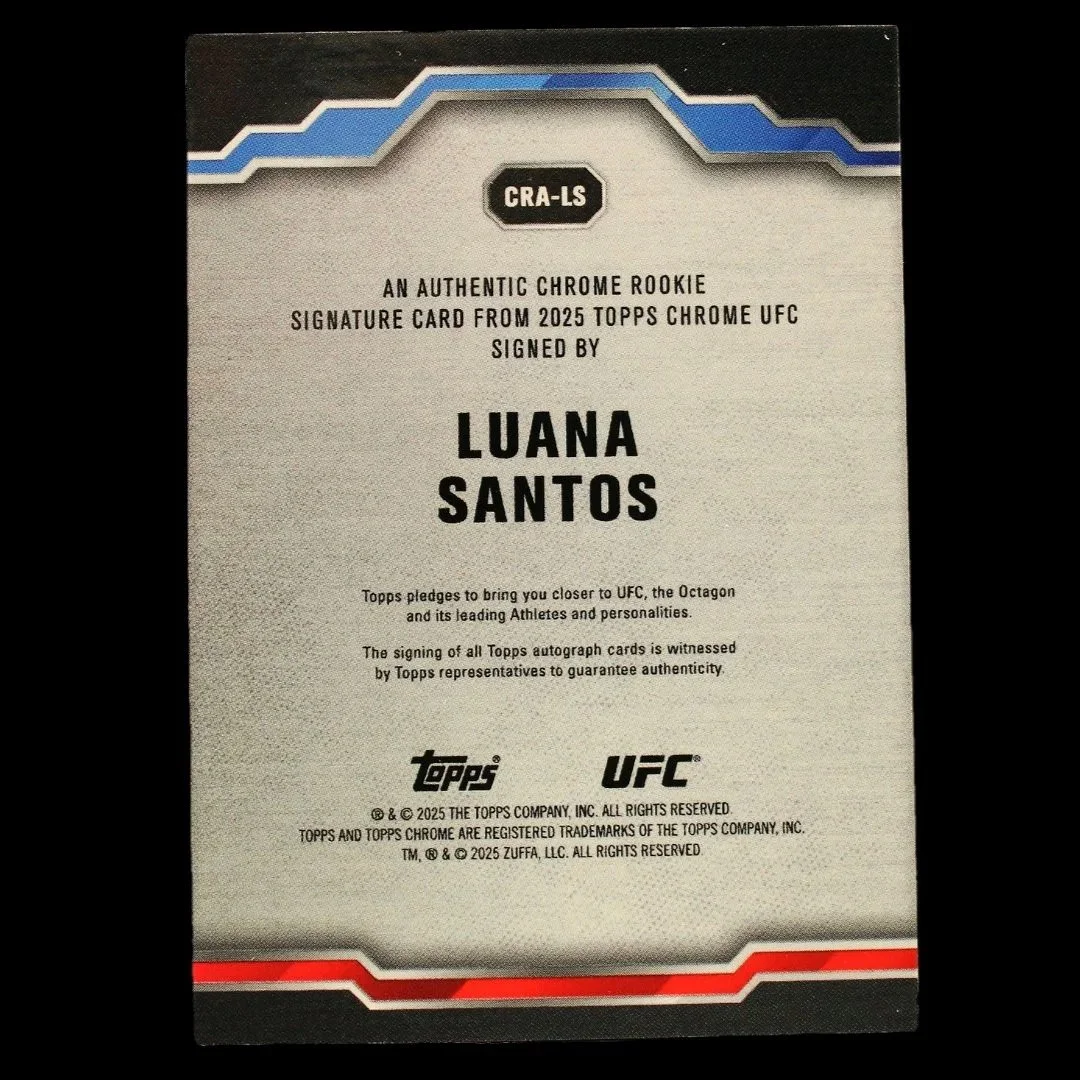 CRA-LS
AN AUTHENTIC CHROME ROOKIE
SIGNATURE CARD FROM 2025 TOPPS CHROME UFC
SIGNED BY
LUANA
SANTOS
Topps pledges to bring you closer to UFC, the Octagon
and its leading Athletes and personalities.
The signing of all Topps autograph cards is witnessed
by Topps representatives to guarantee authenticity.
Topps® UFC®
® & © 2025 THE TOPPS COMPANY, INC. ALL RIGHTS RESERVED.
TOPPS AND TOPPS CHROME ARE REGISTERED TRADEMARKS OF THE TOPPS COMPANY, INC.
TM, ® & © 2025 ZUFFA, LLC. ALL RIGHTS RESERVED.